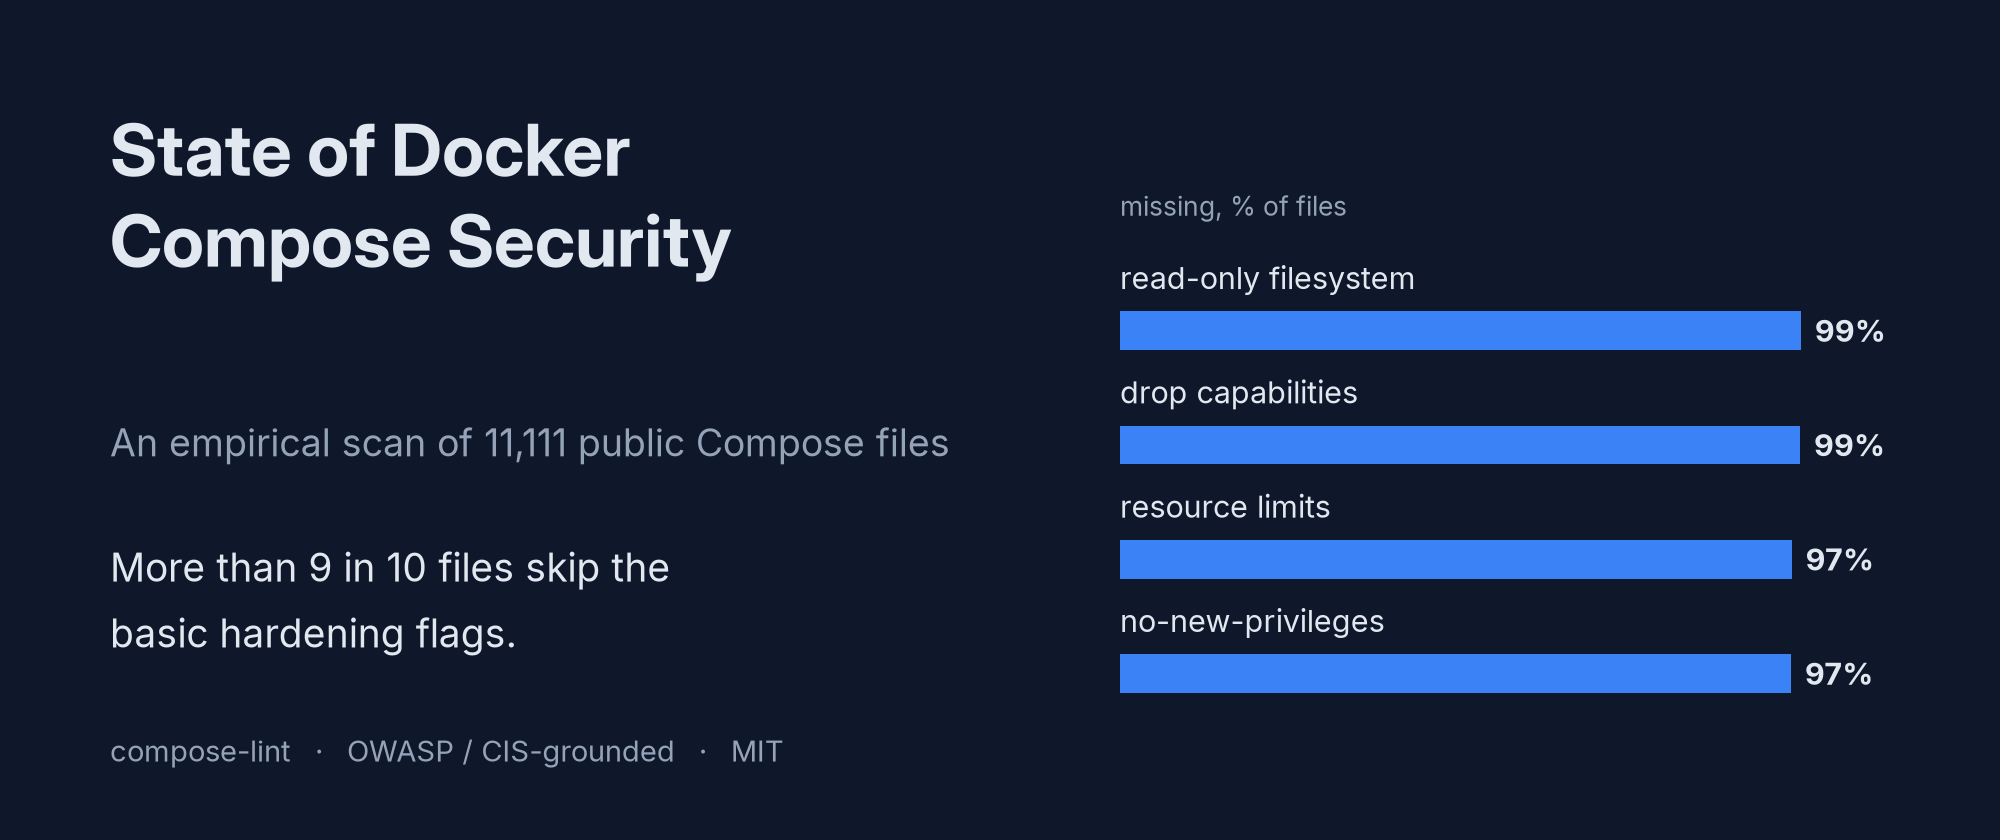 State of Docker
Compose Security
An empirical scan of 11,111 public Compose files
More than 9 in 10 files skip the
basic hardening flags.
compose-lint · OWASP / CIS-grounded · MIT
missing, % of files
read-only filesystem
99%
drop capabilities
99%
resource limits
97%
no-new-privileges
97%